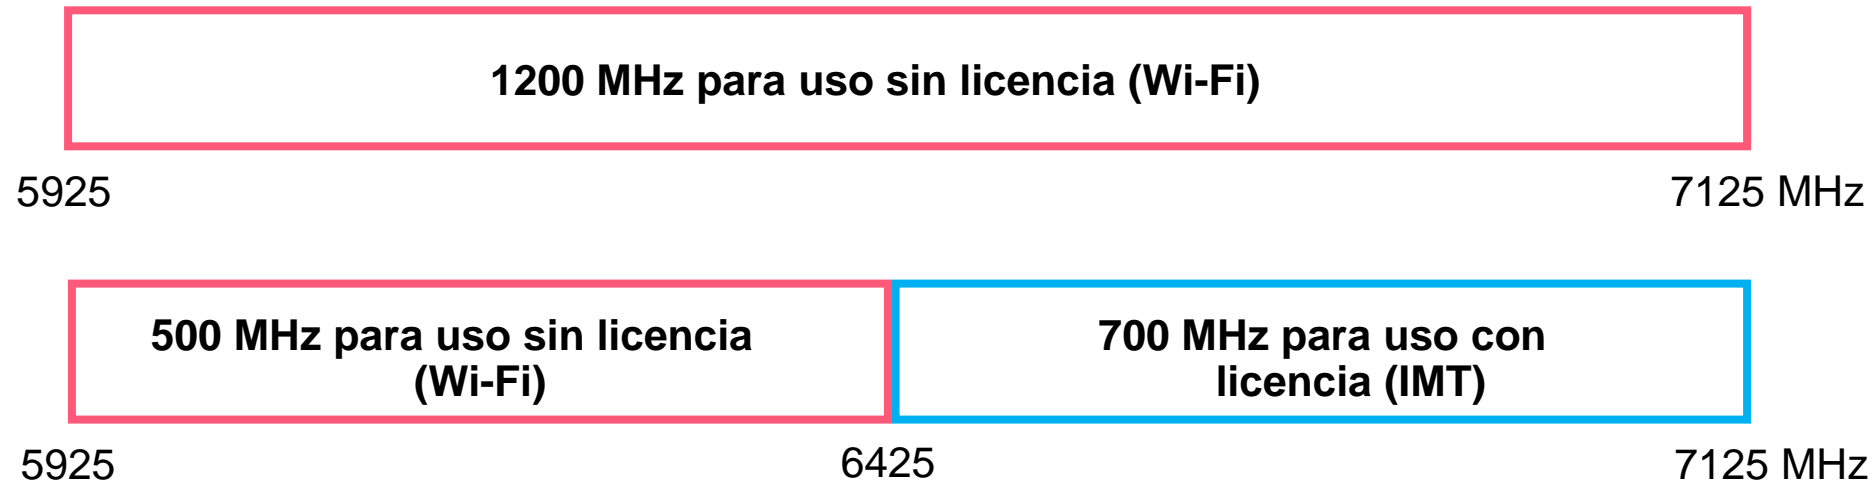 1200 MHz para uso sin licencia (Wi-Fi)
5925
7125 MHz
500 MHz para uso sin licencia
(Wi-Fi)
700 MHz para uso con
licencia (IMT)
5925
6425
7125 MHz